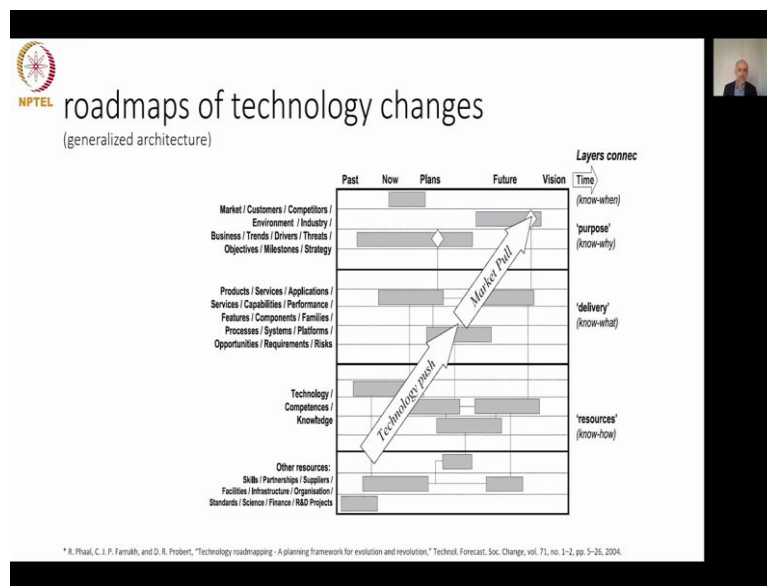 NPTEL
roadmaps of technology changes
(generalized architecture)
Layers connec
Past Now Plans Future Vision Time
(know-when)
Market / Customers / Competitors /
Environment / Industry /
Business / Trends / Drivers / Threats /
Objectives / Milestones / Strategy
'purpose'
(know-why)
Market Pull
Products / Services / Applications /
Services / Capabilities / Performance /
Features / Components / Families /
Processes / Systems / Platforms /
Opportunities / Requirements / Risks
'delivery'
(know-what)
Technology push
Technology /
Competences /
Knowledge
'resources'
(know-how)
Other resources:
Skills / Partnerships / Suppliers /
Facilities / Infrastructure / Organisation /
Standards / Science / Finance / R&D Projects
* R. Phaal, C. J. P. Farrukh, and D. R. Probert, "Technology roadmapping - A planning framework for evolution and revolution," Technol. Forecast. Soc. Change, vol. 71, no. 1–2, pp. 5–26, 2004.